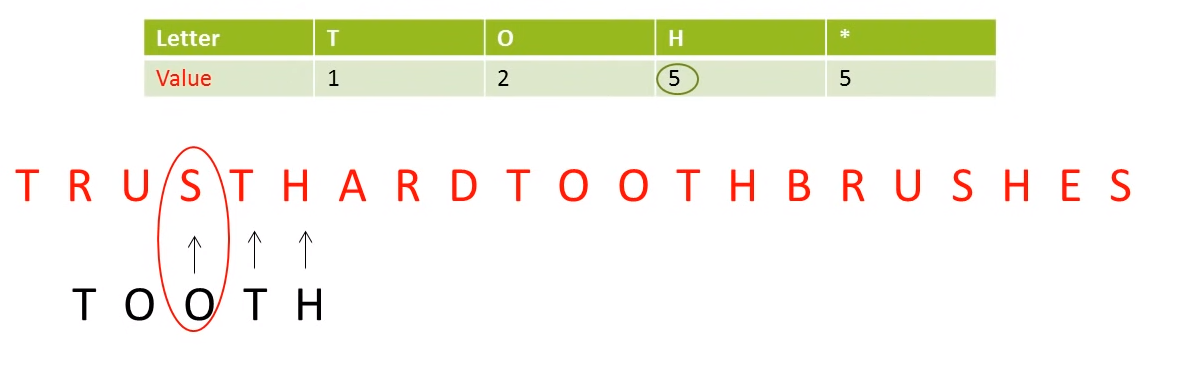 Letter T O H *
Value 1 2 5 5
T R U S T H A R D T O O T H B R U S H E S
T O O T H